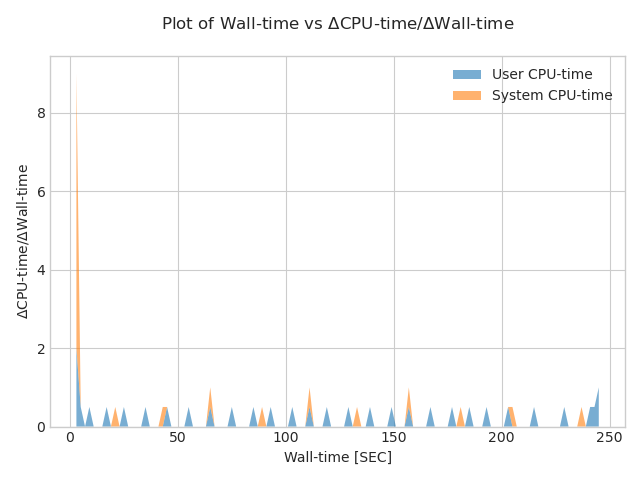 Plot of Wall-time vs ΔCPU-time/ΔWall-time
User CPU-time
System CPU-time
ΔCPU-time/ΔWall-time
8
6
4
2
0
0 50 100 150 200 250
Wall-time [SEC]